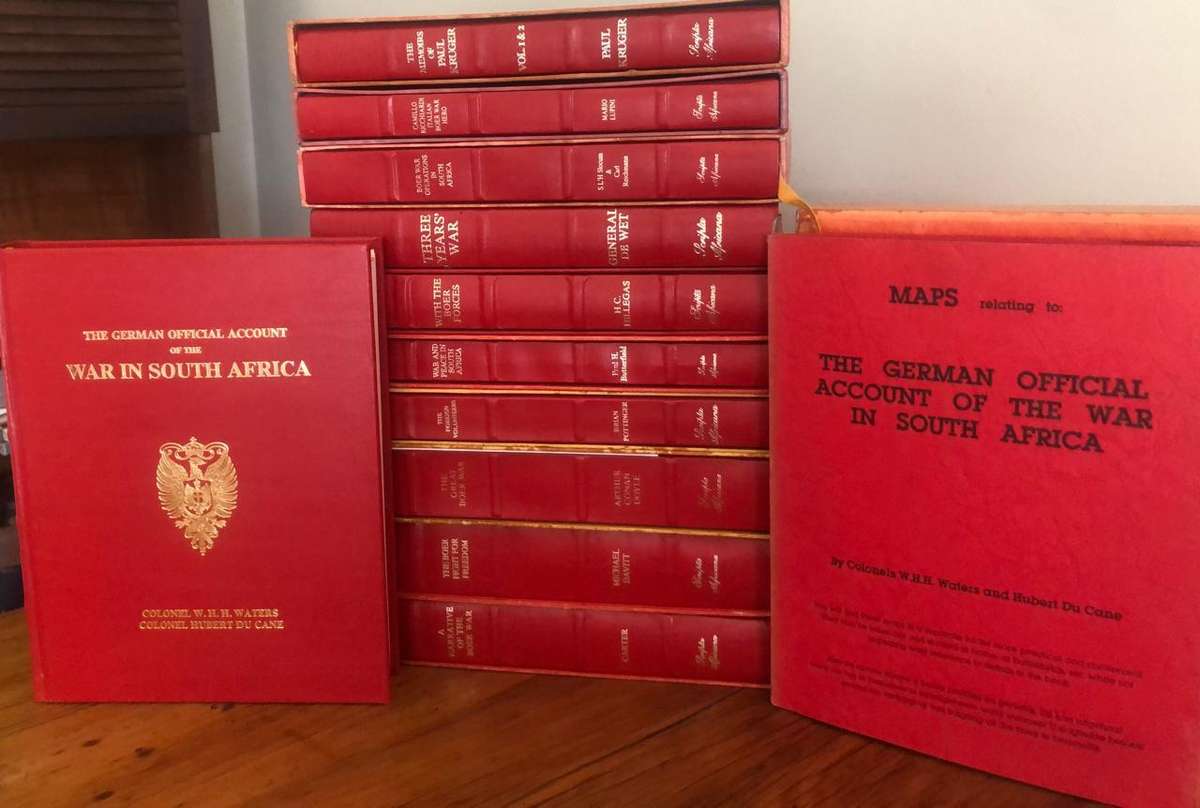 THE GERMAN OFFICIAL ACCOUNT
OF THE
WAR IN SOUTH AFRICA
COLONEL W. H. H. WATERS
COLONEL HUBERT DU CANE
THE
MEMOIRS
OF
PAUL
KRUGER
VOL. 1 & 2
PAUL
KRUGER
Scripta
Africana
CAMILLO
RICCHIARDI
ITALIAN
BOER WAR
HERO
MARIO
LUPINI
Scripta
Africana
BOER WAR
OPERATIONS
IN
SOUTH
AFRICA
S L'H Slocum
&
Carl
Reichmann
Scripta
Africana
THREE
YEARS'
WAR
GENERAL
DE WET
Scripta
Africana
WITH THE
BOER
FORCES
H. C.
HILLEGAS
Scripta
Africana
WAR AND
PEACE IN
SOUTH
AFRICA
H.
Butterfield
Scripta
Africana
THE
FOREIGN
VOLUNTEERS
BRIAN
POTTINGER
Scripta
Africana
THE
GREAT
BOER WAR
ARTHUR
CONAN
DOYLE
Scripta
Africana
THE BOER
FIGHT FOR
FREEDOM
MICHAEL
DAVITT
Scripta
Africana
A
NARRATIVE
OF THE
BOER WAR
CARTER
Scripta
Africana
MAPS relating to:
THE GERMAN OFFICIAL
ACCOUNT OF THE WAR
IN SOUTH AFRICA
By Colonels W.H.H. Waters and Hubert Du Cane